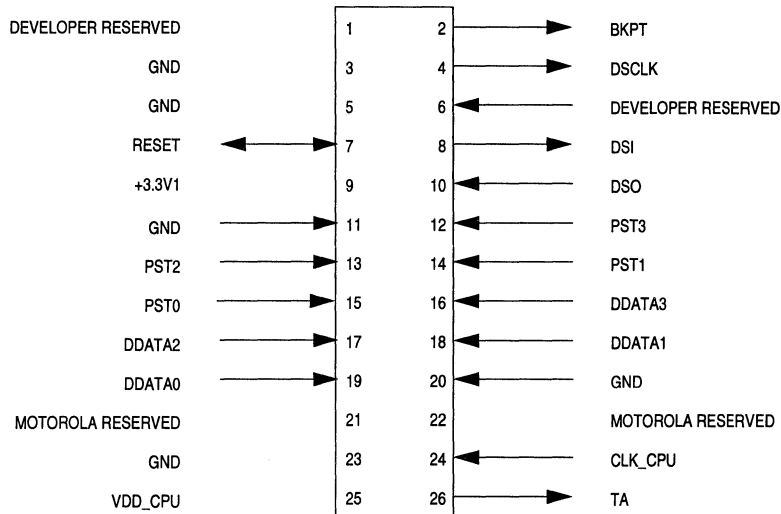 DEVELOPER RESERVED 1 2 BKPT
GND 3 4 DSCLK
GND 5 6 DEVELOPER RESERVED
RESET 7 8 DSI
+3.3V1 9 10 DSO
GND 11 12 PST3
PST2 13 14 PST1
PST0 15 16 DDATA3
DDATA2 17 18 DDATA1
DDATA0 19 20 GND
MOTOROLA RESERVED 21 22 MOTOROLA RESERVED
GND 23 24 CLK_CPU
VDD_CPU 25 26 TA